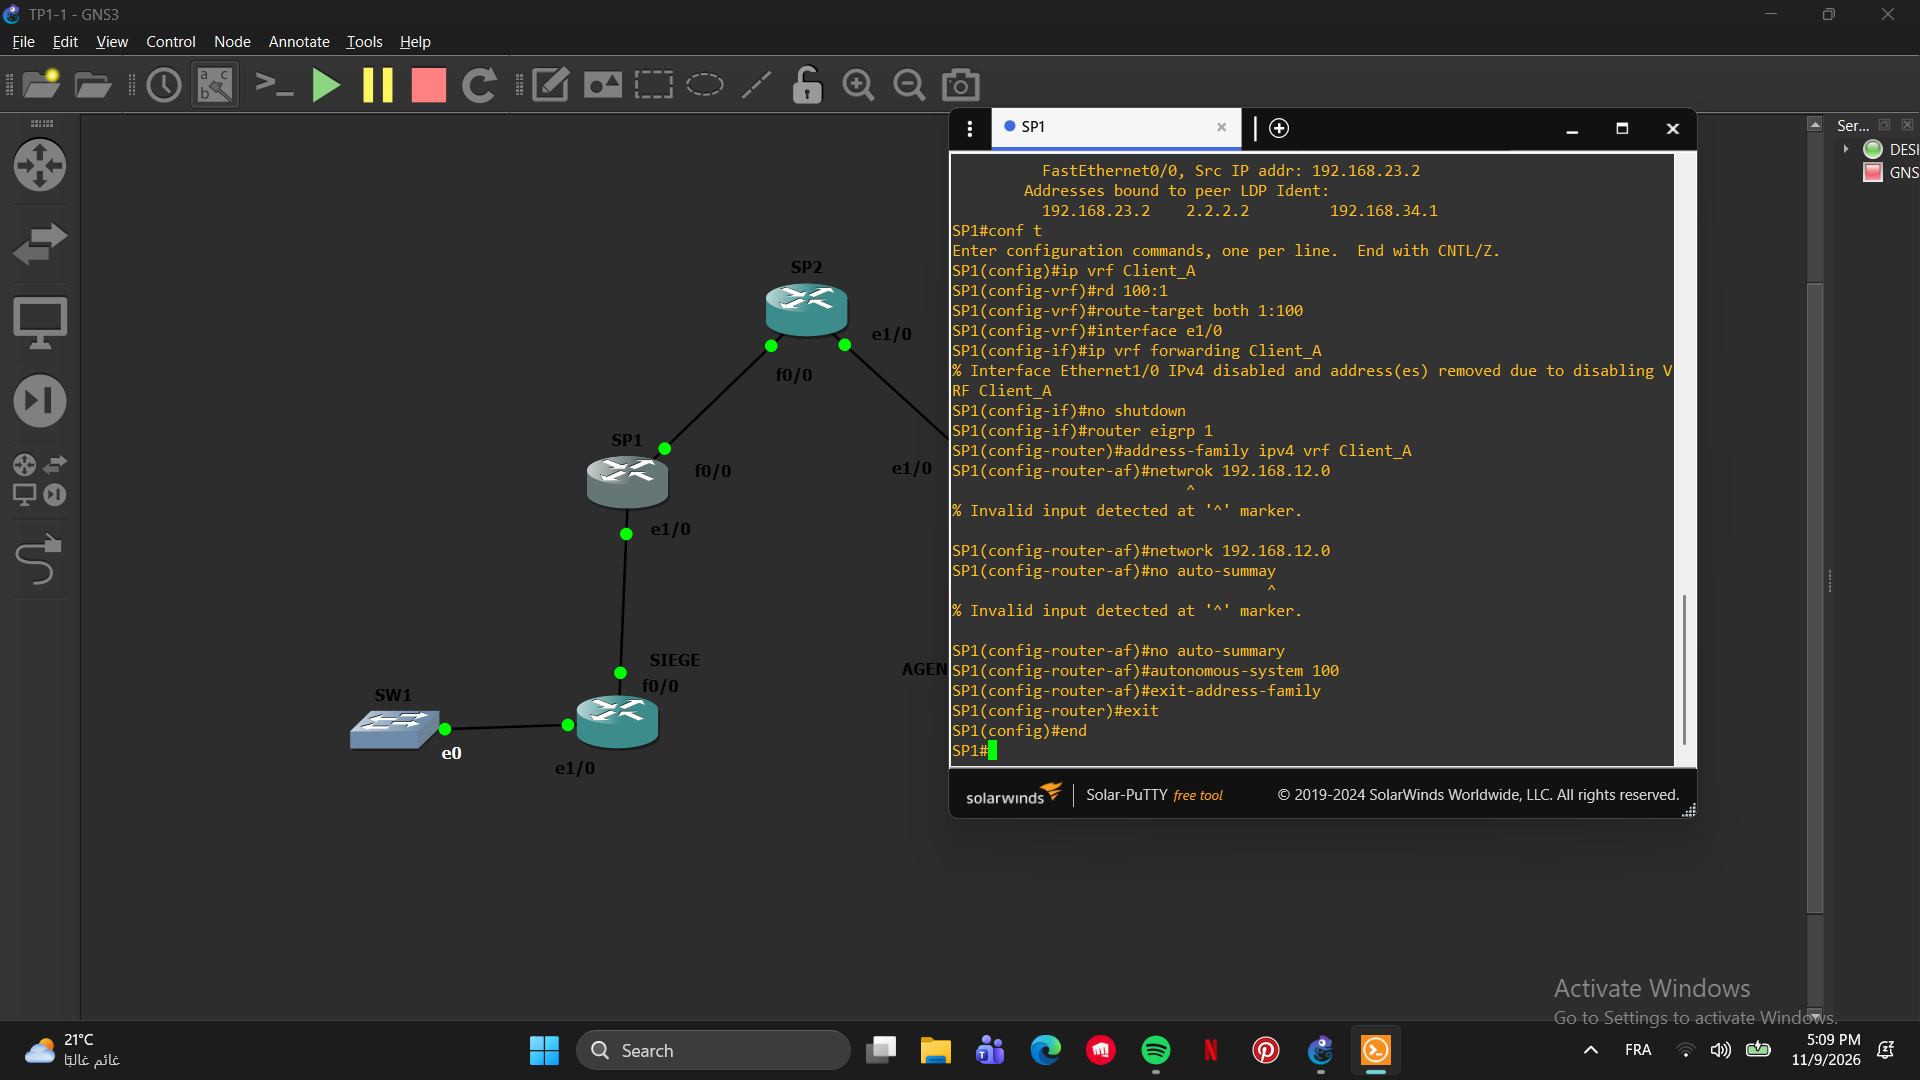 TP1-1 - GNS3
File Edit View Control Node Annotate Tools Help
SP1
Ser...
DESI
GNS
FastEthernet0/0, Src IP addr: 192.168.23.2
Addresses bound to peer LDP Ident:
192.168.23.2 2.2.2.2 192.168.34.1
SP1#conf t
Enter configuration commands, one per line. End with CNTL/Z.
SP1(config)#ip vrf Client_A
SP1(config-vrf)#rd 100:1
SP1(config-vrf)#route-target both 1:100
SP1(config-vrf)#interface e1/0
SP1(config-if)#ip vrf forwarding Client_A
% Interface Ethernet1/0 IPv4 disabled and address(es) removed due to disabling V
RF Client_A
SP1(config-if)#no shutdown
SP1(config-if)#router eigrp 1
SP1(config-router)#address-family ipv4 vrf Client_A
SP1(config-router-af)#netwrok 192.168.12.0
^
% Invalid input detected at '^' marker.
SP1(config-router-af)#network 192.168.12.0
SP1(config-router-af)#no auto-summay
^
% Invalid input detected at '^' marker.
SP1(config-router-af)#no auto-summary
SP1(config-router-af)#autonomous-system 100
SP1(config-router-af)#exit-address-family
SP1(config-router)#exit
SP1(config)#end
SP1#
solarwinds
Solar-PuTTY free tool
© 2019-2024 SolarWinds Worldwide, LLC. All rights reserved.
SP2
e1/0
f0/0
SP1
f0/0
e1/0
e1/0
SIEGE
f0/0
AGEN
SW1
e0
e1/0
Activate Windows
Go to Settings to activate Windows.
21°C
غائم غالبًا
Search
FRA
5:09 PM
11/9/2026